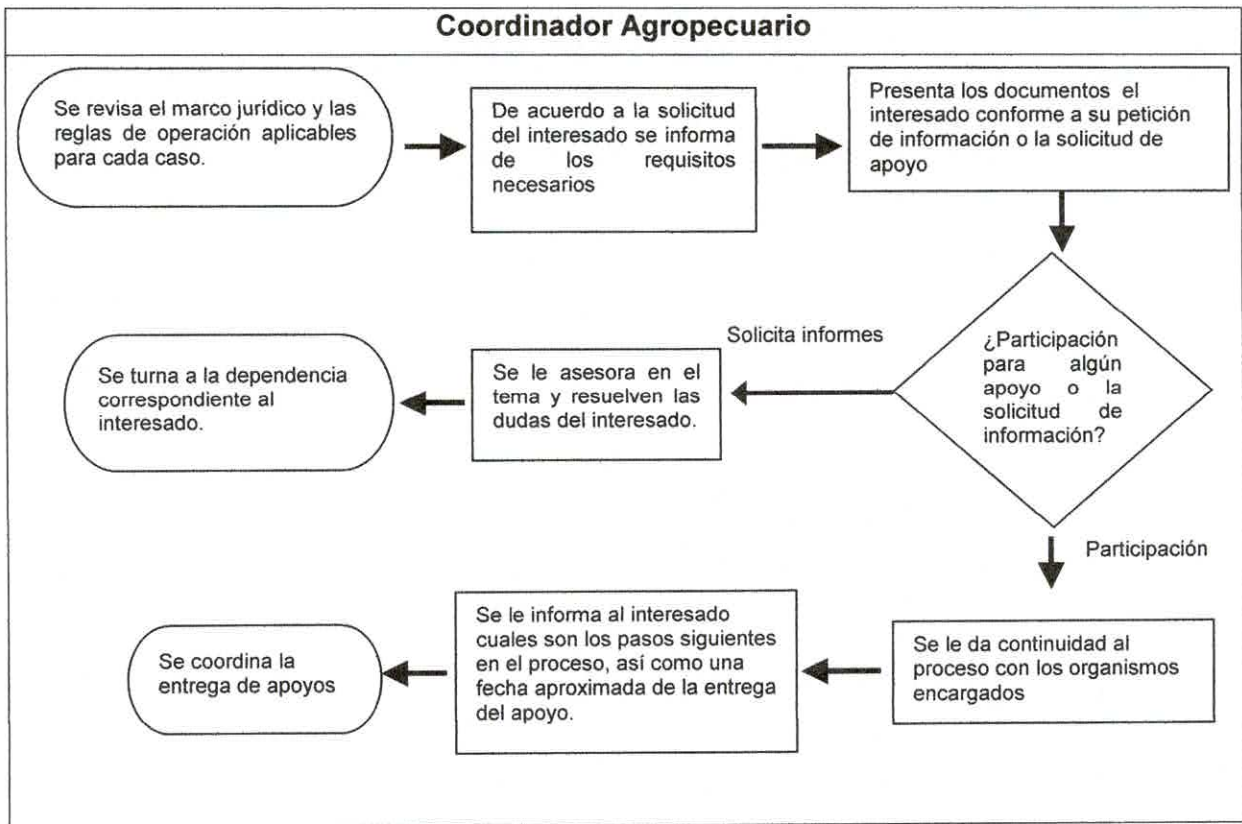 Coordinador Agropecuario
Se revisa el marco jurídico y las
reglas de operación aplicables
para cada caso.
De acuerdo a la solicitud
del interesado se informa
de los requisitos
necesarios
Presenta los documentos el
interesado conforme a su petición
de información o la solicitud de
apoyo
¿Participación
para algún
apoyo o la
solicitud de
información?
Solicita informes
Se le asesora en el
tema y resuelven las
dudas del interesado.
Se turna a la dependencia
correspondiente al
interesado.
Participación
Se le da continuidad al
proceso con los organismos
encargados
Se le informa al interesado
cuales son los pasos siguientes
en el proceso, así como una
fecha aproximada de la entrega
del apoyo.
Se coordina la
entrega de apoyos